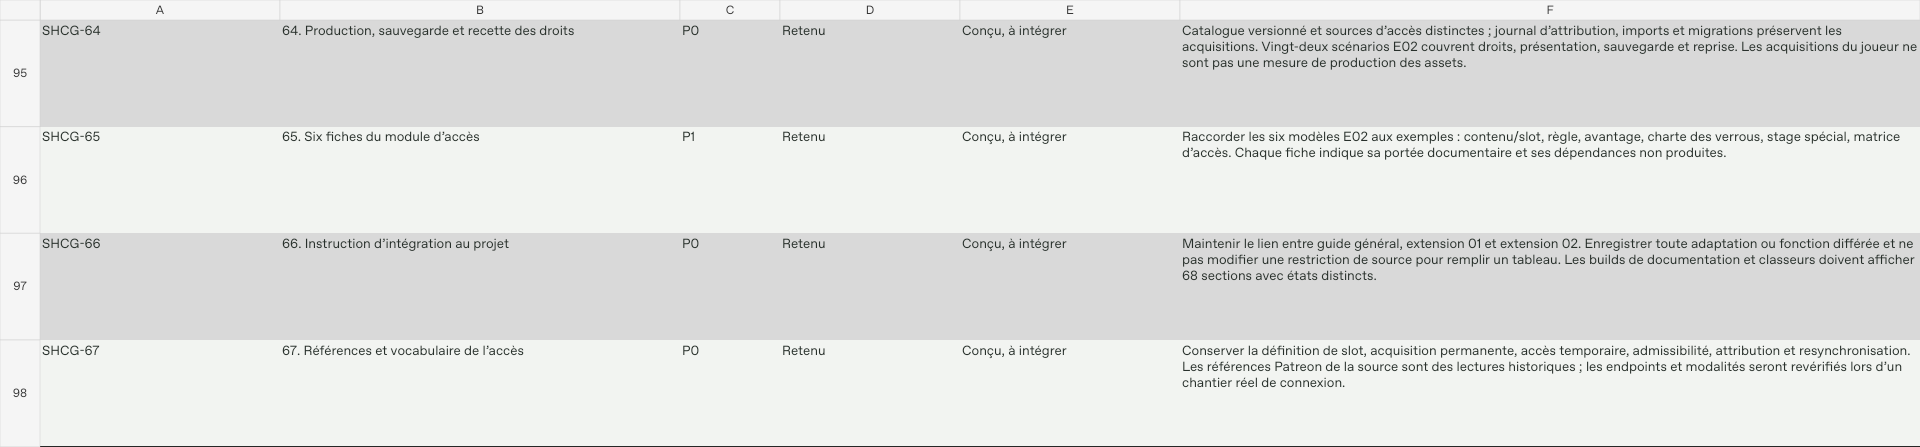 A B C D E F
95 SHCG-64 64. Production, sauvegarde et recette des droits P0 Retenu Conçu, à intégrer Catalogue versionné et sources d’accès distinctes ; journal d’attribution, imports et migrations préservent les
acquisitions. Vingt-deux scénarios E02 couvrent droits, présentation, sauvegarde et reprise. Les acquisitions du joueur ne
sont pas une mesure de production des assets.
96 SHCG-65 65. Six fiches du module d’accès P1 Retenu Conçu, à intégrer Raccorder les six modèles E02 aux exemples : contenu/slot, règle, avantage, charte des verrous, stage spécial, matrice
d’accès. Chaque fiche indique sa portée documentaire et ses dépendances non produites.
97 SHCG-66 66. Instruction d’intégration au projet P0 Retenu Conçu, à intégrer Maintenir le lien entre guide général, extension 01 et extension 02. Enregistrer toute adaptation ou fonction différée et ne
pas modifier une restriction de source pour remplir un tableau. Les builds de documentation et classeurs doivent afficher
68 sections avec états distincts.
98 SHCG-67 67. Références et vocabulaire de l’accès P0 Retenu Conçu, à intégrer Conserver la définition de slot, acquisition permanente, accès temporaire, admissibilité, attribution et resynchronisation.
Les références Patreon de la source sont des lectures historiques ; les endpoints et modalités seront revérifiés lors d’un
chantier réel de connexion.